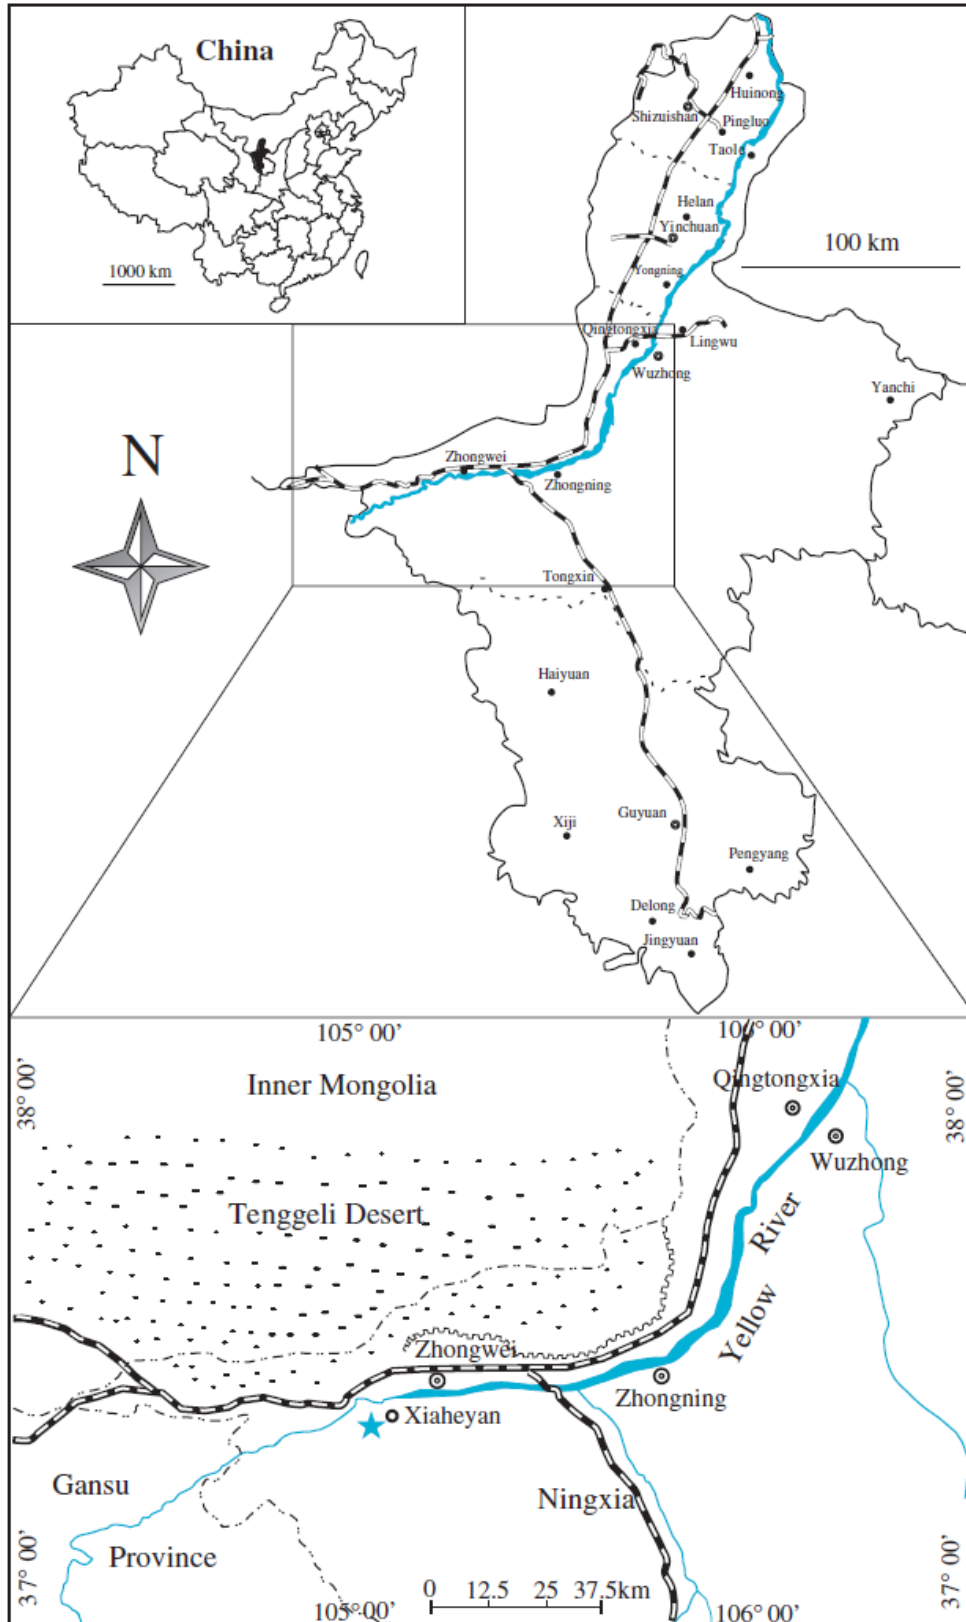 China
1000 km
Huinong
Shizuishan
Pingluo
Taole
Helan
Yinchuan
100 km
Yongning
Qingtongxia
Lingwu
Wuzhong
Yanchi
N
Zhongwei
Zhongning
Tongxin
Haiyuan
Xiji
Guyuan
Pengyang
Delong
Jingyuan
105° 00’
106° 00’
38° 00’
38° 00’
Inner Mongolia
Qingtongxia
Wuzhong
Tenggeli Desert
Yellow River
Zhongwei
Zhongning
Xiaheyan
Gansu
Ningxia
Province
37° 00’
37° 00’
0 12.5 25 37.5km
105° 00’
106° 00’